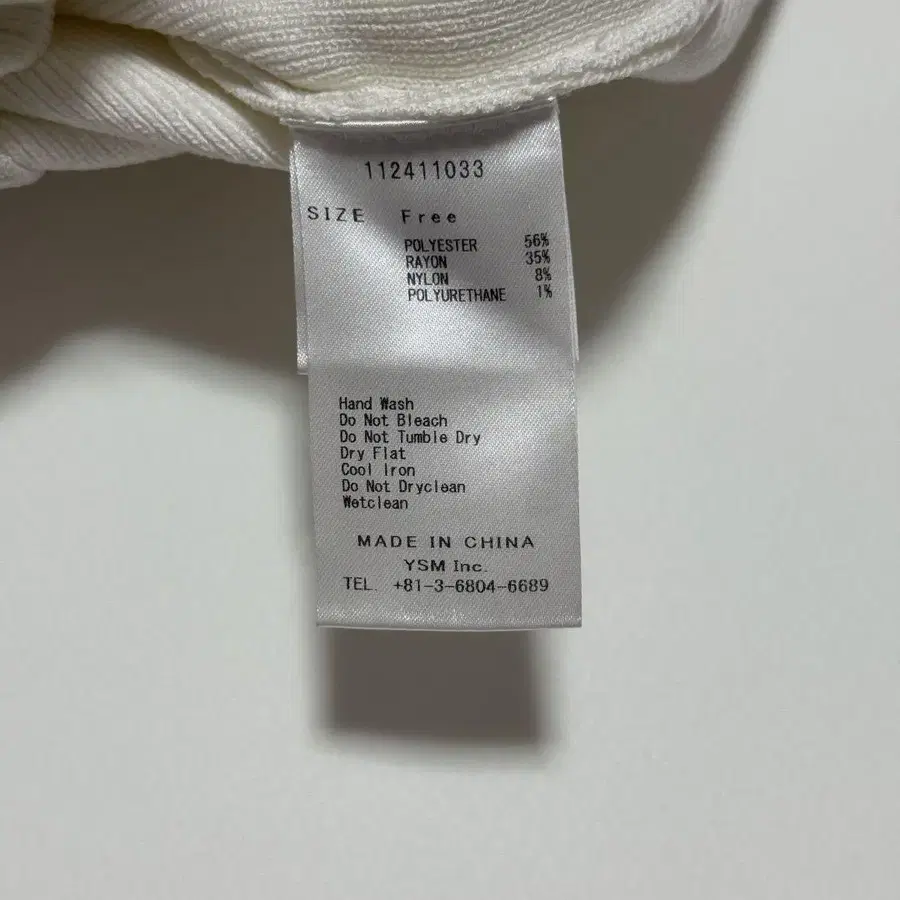 112411033
SIZE Free
POLYESTER 56%
RAYON 35%
NYLON 8%
POLYURETHANE 1%
Hand Wash
Do Not Bleach
Do Not Tumble Dry
Dry Flat
Cool Iron
Do Not Dryclean
Wetclean
MADE IN CHINA
YSM Inc.
TEL. +81-3-6804-6689